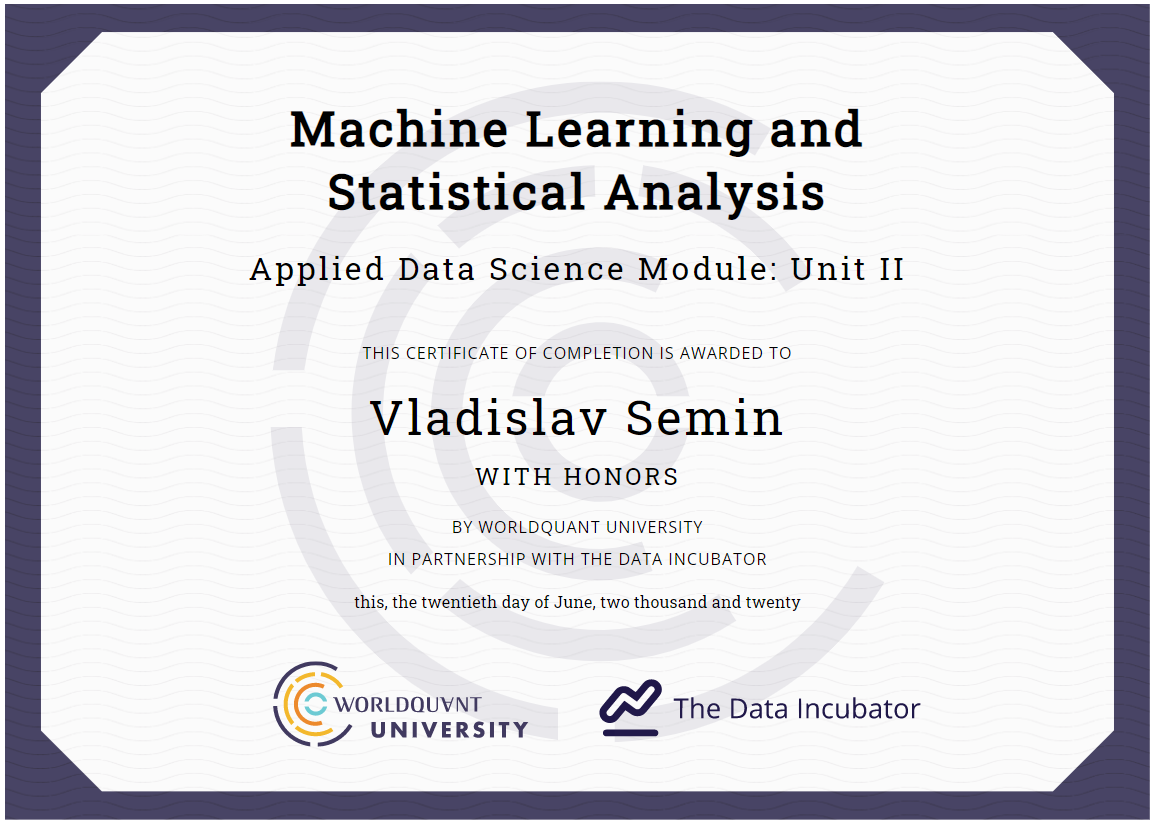 Machine Learning and
Statistical Analysis
Applied Data Science Module: Unit II
THIS CERTIFICATE OF COMPLETION IS AWARDED TO
Vladislav Semin
WITH HONORS
BY WORLDQUANT UNIVERSITY
IN PARTNERSHIP WITH THE DATA INCUBATOR
this, the twentieth day of June, two thousand and twenty
WORLDQUANT
UNIVERSITY
The Data Incubator